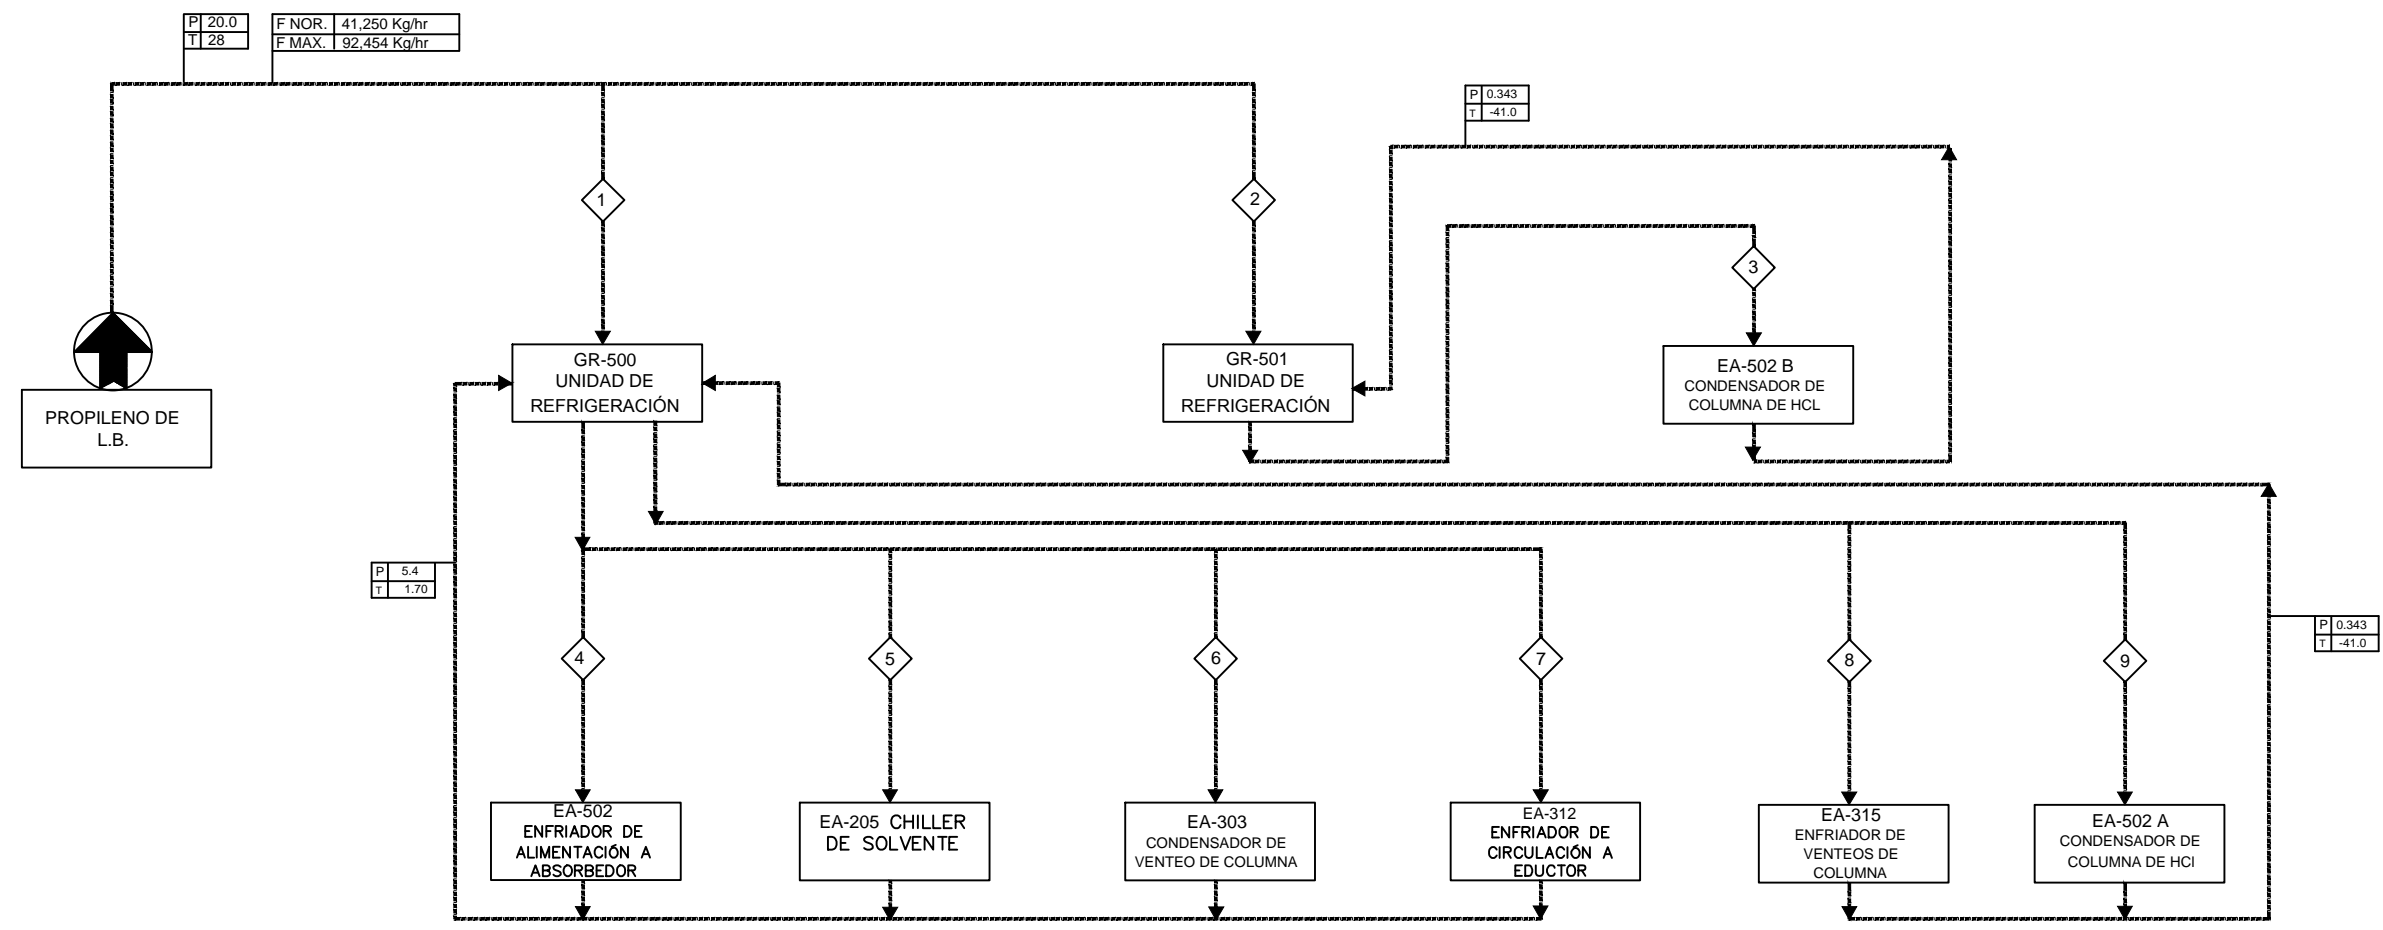 P 20.0
T 28
F NOR. 41,250 Kg/hr
F MAX. 92,454 Kg/hr
P 0.343
T -41.0
1
2
3
GR-500
UNIDAD DE
REFRIGERACIÓN
GR-501
UNIDAD DE
REFRIGERACIÓN
EA-502 B
CONDENSADOR DE
COLUMNA DE HCL
PROPILENO DE
L.B.
P 5.4
T 1.70
P 0.343
T -41.0
4
5
6
7
8
9
EA-502
ENFRIADOR DE
ALIMENTACIÓN A
ABSORBEDOR
EA-205 CHILLER
DE SOLVENTE
EA-303
CONDENSADOR DE
VENTEO DE COLUMNA
EA-312
ENFRIADOR DE
CIRCULACIÓN A
EDUCTOR
EA-315
ENFRIADOR DE
VENTEOS DE
COLUMNA
EA-502 A
CONDENSADOR DE
COLUMNA DE HCl